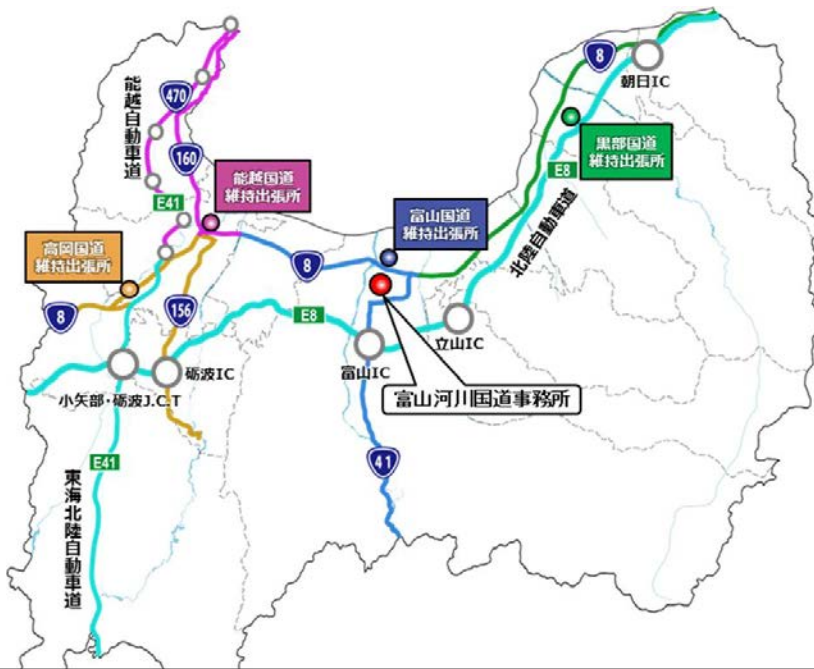 8
朝日IC
470
能越自動車道
黒部国道
維持出張所
160
能越国道
維持出張所
E8
E41
富山国道
維持出張所
北陸自動車道
高岡国道
維持出張所
8
8
156
E8
立山IC
砺波IC
富山IC
小矢部・砺波J.C.T
富山河川国道事務所
41
E41
東海北陸自動車道